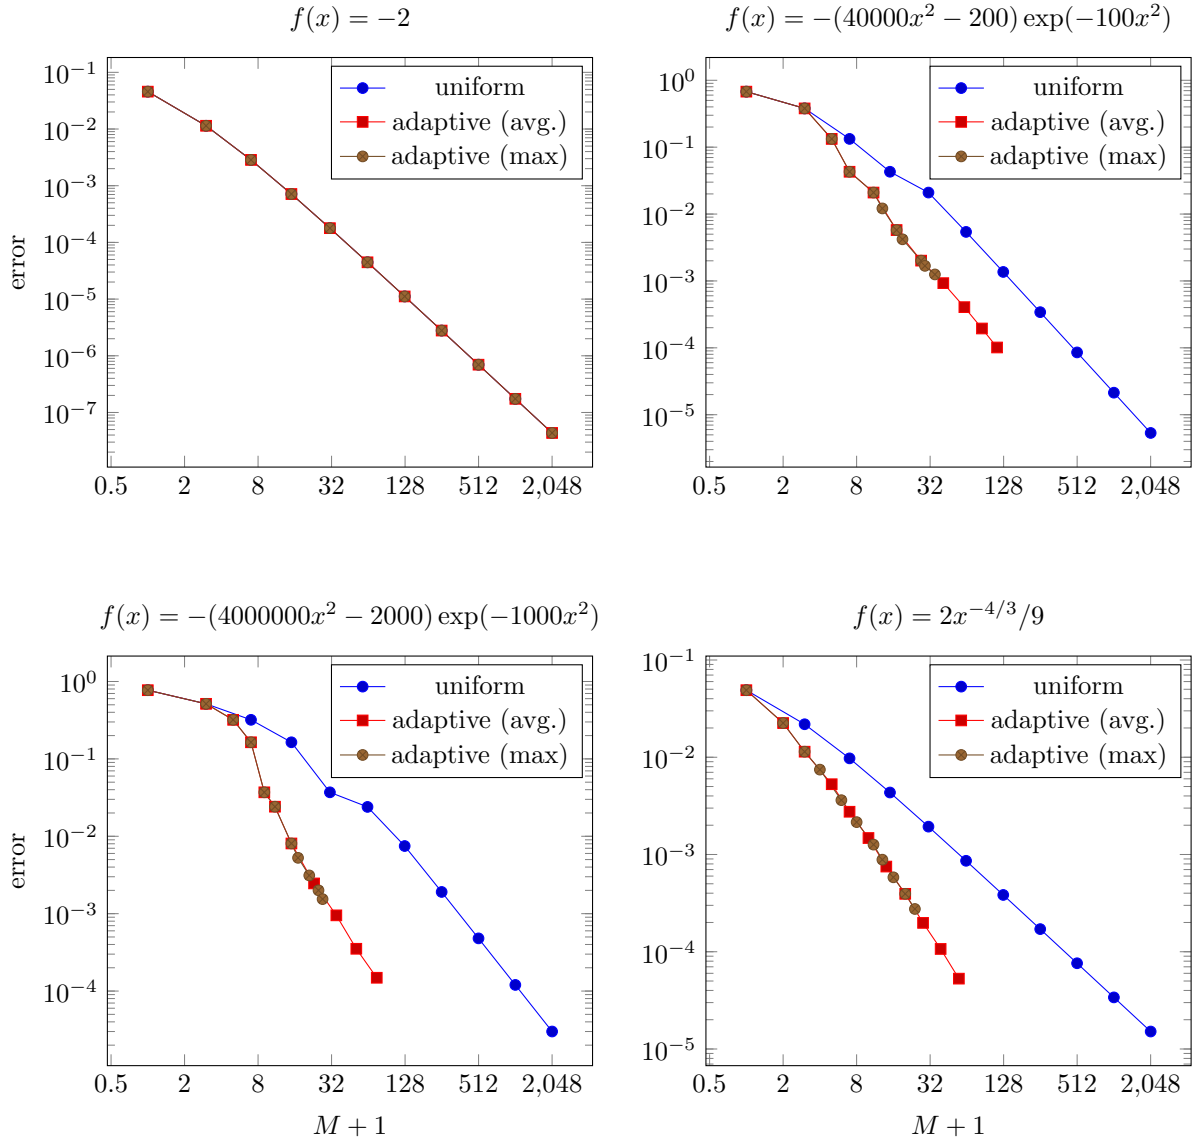 f(x) = −2
10^−1
10^−2
10^−3
10^−4
10^−5
10^−6
10^−7
error
uniform
adaptive (avg.)
adaptive (max)
0.5 2 8 32 128 512 2,048
f(x) = −(40000x^2 − 200) exp(−100x^2)
10^0
10^−1
10^−2
10^−3
10^−4
10^−5
uniform
adaptive (avg.)
adaptive (max)
0.5 2 8 32 128 512 2,048
f(x) = −(4000000x^2 − 2000) exp(−1000x^2)
10^0
10^−1
10^−2
10^−3
10^−4
error
uniform
adaptive (avg.)
adaptive (max)
0.5 2 8 32 128 512 2,048
M + 1
f(x) = 2x^−4/3/9
10^−1
10^−2
10^−3
10^−4
10^−5
uniform
adaptive (avg.)
adaptive (max)
0.5 2 8 32 128 512 2,048
M + 1